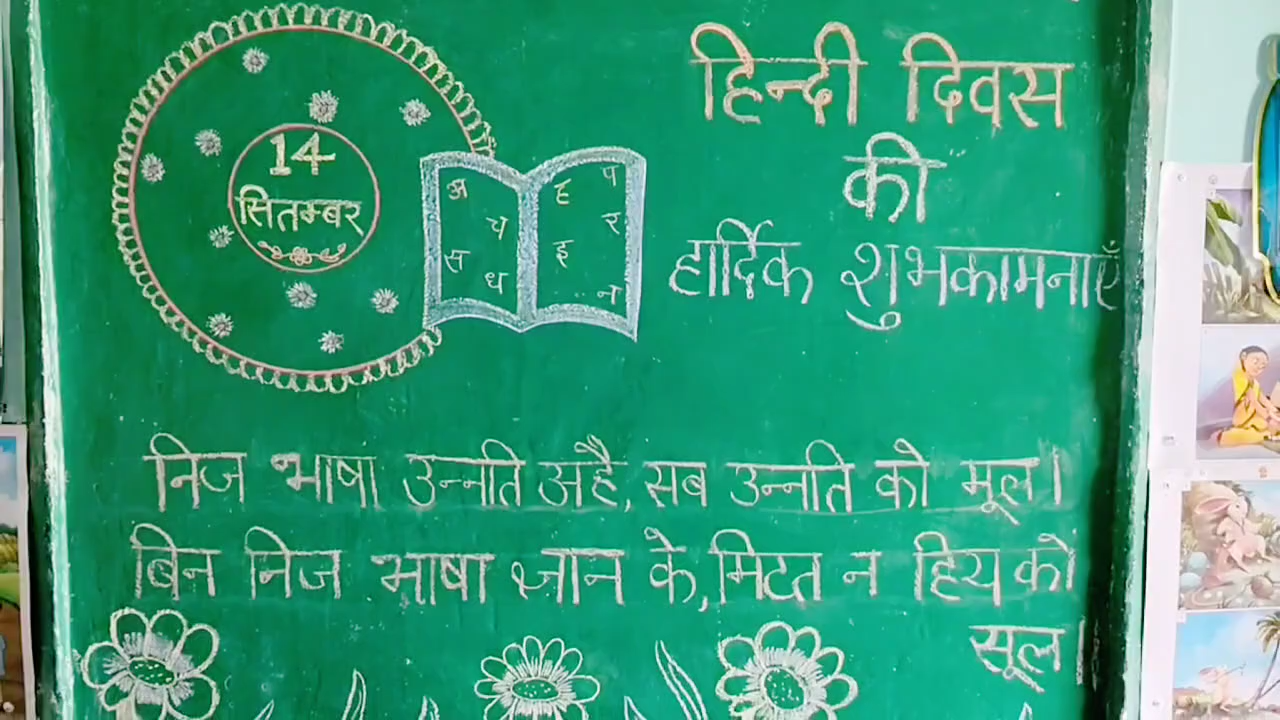 14
सितम्बर
अ
च
स
ध
ह
प
र
इ
न
हिन्दी दिवस
की
हार्दिक शुभकामनाएँ
निज भाषा उन्नति अहै, सब उन्नति को मूल।
बिन निज भाषा ज्ञान के, मिटत न हिय को
सूल।